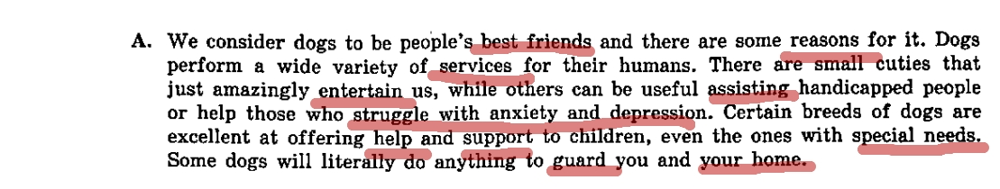 A. We consider dogs to be people's best friends and there are some reasons for it. Dogs
perform a wide variety of services for their humans. There are small cuties that
just amazingly entertain us, while others can be useful assisting handicapped people
or help those who struggle with anxiety and depression. Certain breeds of dogs are
excellent at offering help and support to children, even the ones with special needs.
Some dogs will literally do anything to guard you and your home.